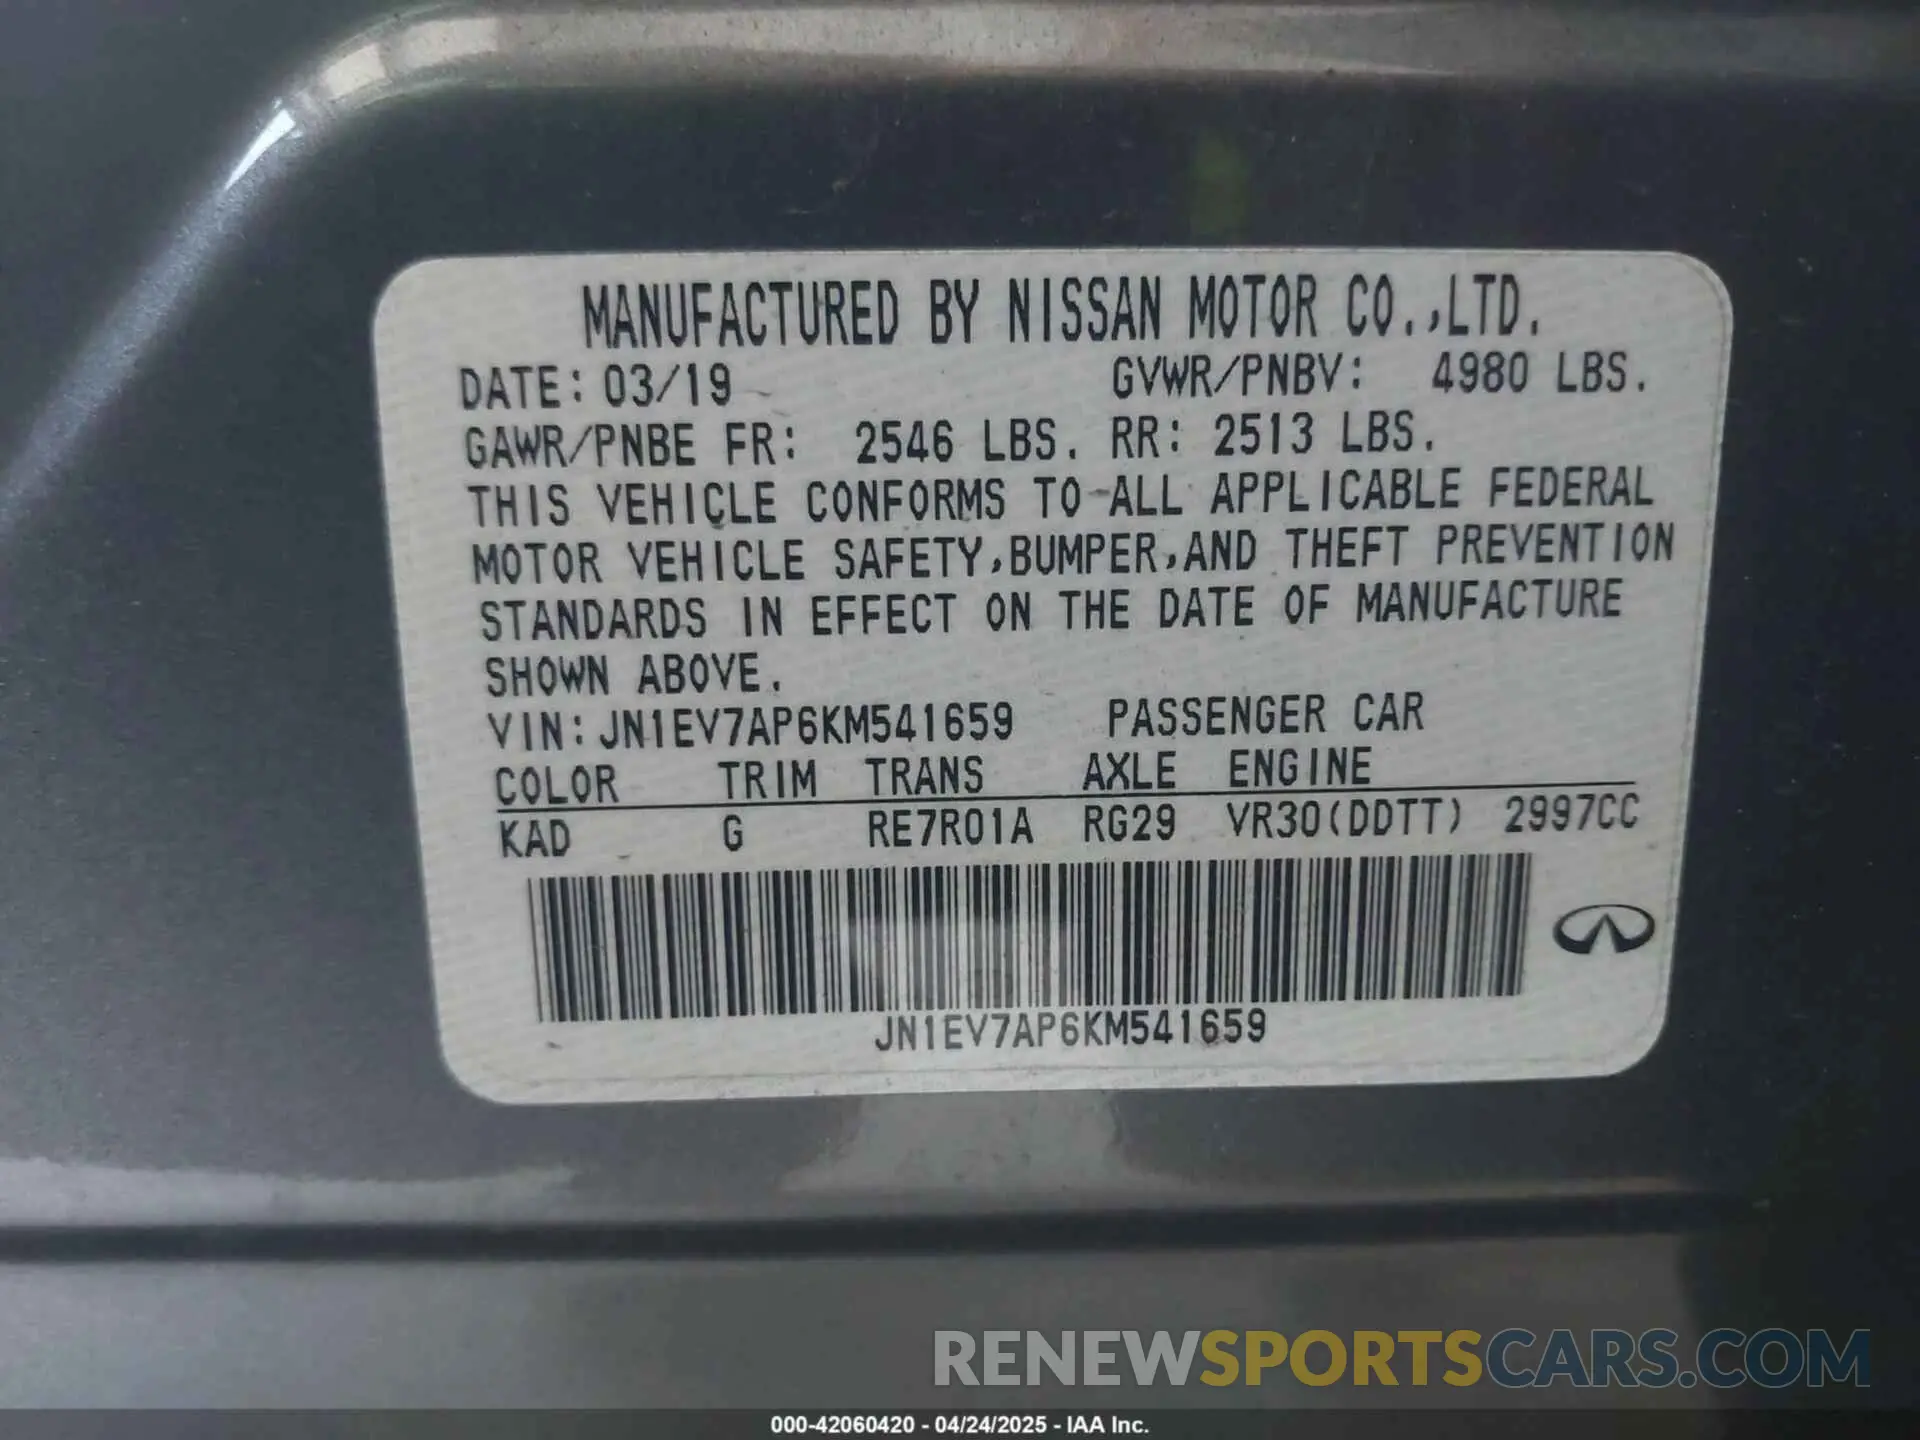 MANUFACTURED BY NISSAN MOTOR CO.,LTD.
DATE: 03/19 GVWR/PNBV: 4980 LBS.
GAWR/PNBE FR: 2546 LBS. RR: 2513 LBS.
THIS VEHICLE CONFORMS TO ALL APPLICABLE FEDERAL
MOTOR VEHICLE SAFETY,BUMPER,AND THEFT PREVENTION
STANDARDS IN EFFECT ON THE DATE OF MANUFACTURE
SHOWN ABOVE.
VIN: JN1EV7AP6KM541659 PASSENGER CAR
COLOR TRIM TRANS AXLE ENGINE
KAD G RE7R01A RG29 VR30(DDTT) 2997CC
JN1EV7AP6KM541659
RENEWSPORTSCARS.COM
000-42060420 - 04/24/2025 - IAA Inc.